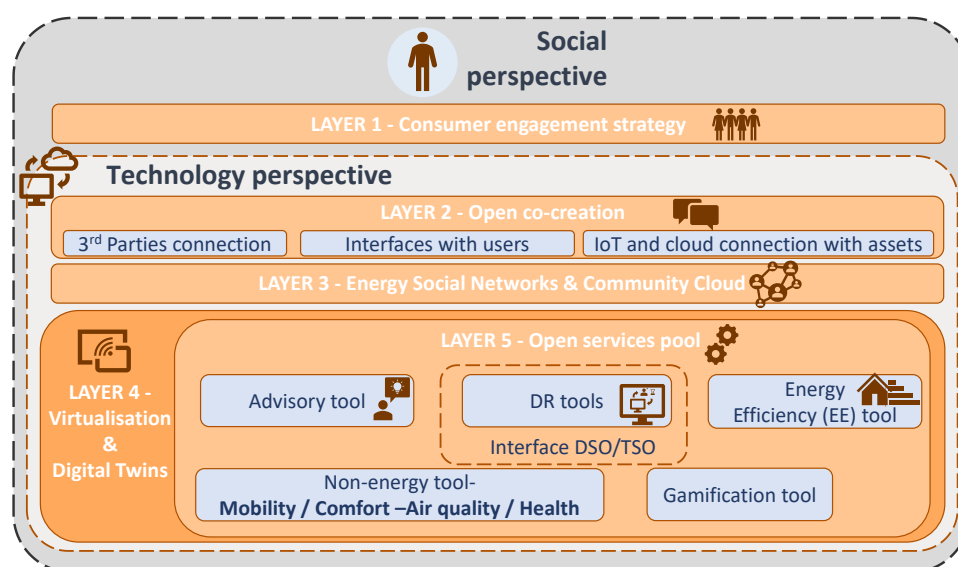 Social
perspective
LAYER 1 - Consumer engagement strategy
Technology perspective
LAYER 2 - Open co-creation
3rd Parties connection
Interfaces with users
IoT and cloud connection with assets
LAYER 3 - Energy Social Networks & Community Cloud
LAYER 4 -
Virtualisation
&
Digital Twins
LAYER 5 - Open services pool
Advisory tool
DR tools
Interface DSO/TSO
Energy
Efficiency (EE) tool
Non-energy tool-
Mobility / Comfort –Air quality / Health
Gamification tool